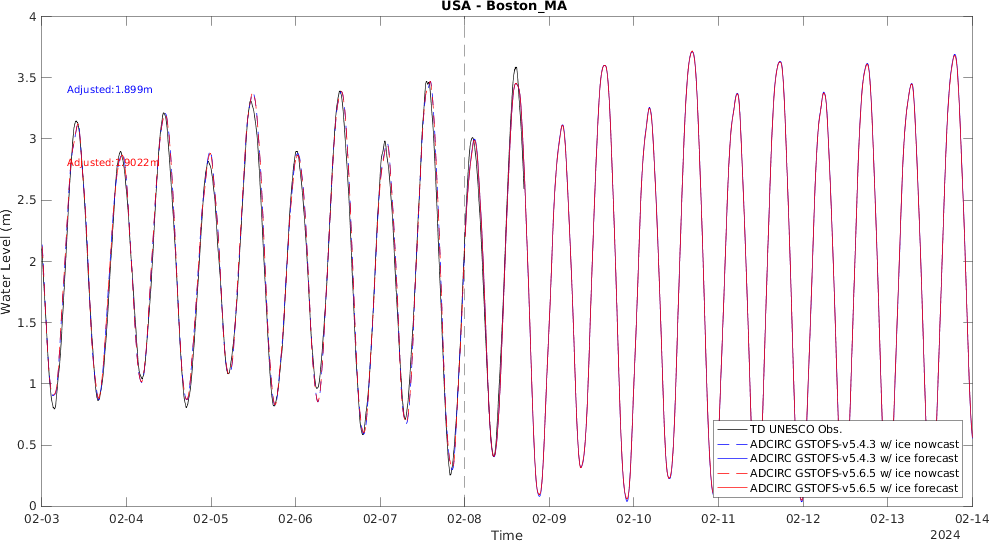 USA - Boston_MA
4
3.5
3
2.5
2
1.5
1
0.5
0
Water Level (m)
Adjusted:1.899m
Adjusted:1.9022m
TD UNESCO Obs.
ADCIRC GSTOFS-v5.4.3 w/ ice nowcast
ADCIRC GSTOFS-v5.4.3 w/ ice forecast
ADCIRC GSTOFS-v5.6.5 w/ ice nowcast
ADCIRC GSTOFS-v5.6.5 w/ ice forecast
02-03 02-04 02-05 02-06 02-07 02-08 02-09 02-10 02-11 02-12 02-13 02-14
Time
2024